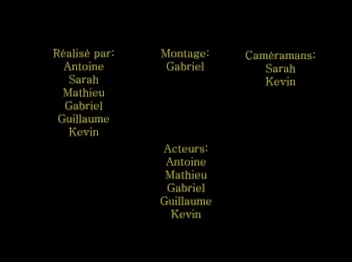 Réalisé par:
Antoine
Sarah
Mathieu
Gabriel
Guillaume
Kevin
Montage:
Gabriel
Caméramans:
Sarah
Kevin
Acteurs:
Antoine
Mathieu
Gabriel
Guillaume
Kevin